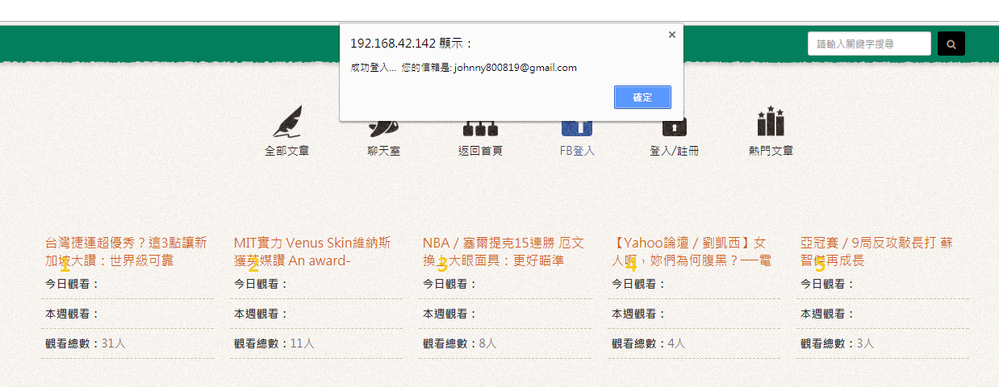 192.168.42.142 顯示：
成功登入... 您的信箱是: johnny800819@gmail.com
確定
請輸入關鍵字搜尋
全部文章
聊天室
返回首頁
FB登入
登入/註冊
熱門文章
台灣捷運超優秀？這3點讓新
加坡大讚：世界級可靠
1
今日觀看：
本週觀看：
觀看總數：31人
MIT實力 Venus Skin維納斯
獲英媒讚 An award-
2
今日觀看：
本週觀看：
觀看總數：11人
NBA／塞爾提克15連勝 厄文
換上大眼面具：更好瞄準
3
今日觀看：
本週觀看：
觀看總數：8人
【Yahoo論壇／劉凱西】女
人啊，妳們為何腹黑？──電
4
今日觀看：
本週觀看：
觀看總數：4人
亞冠賽／9局反攻敲長打 蘇
智傑再成長
5
今日觀看：
本週觀看：
觀看總數：3人